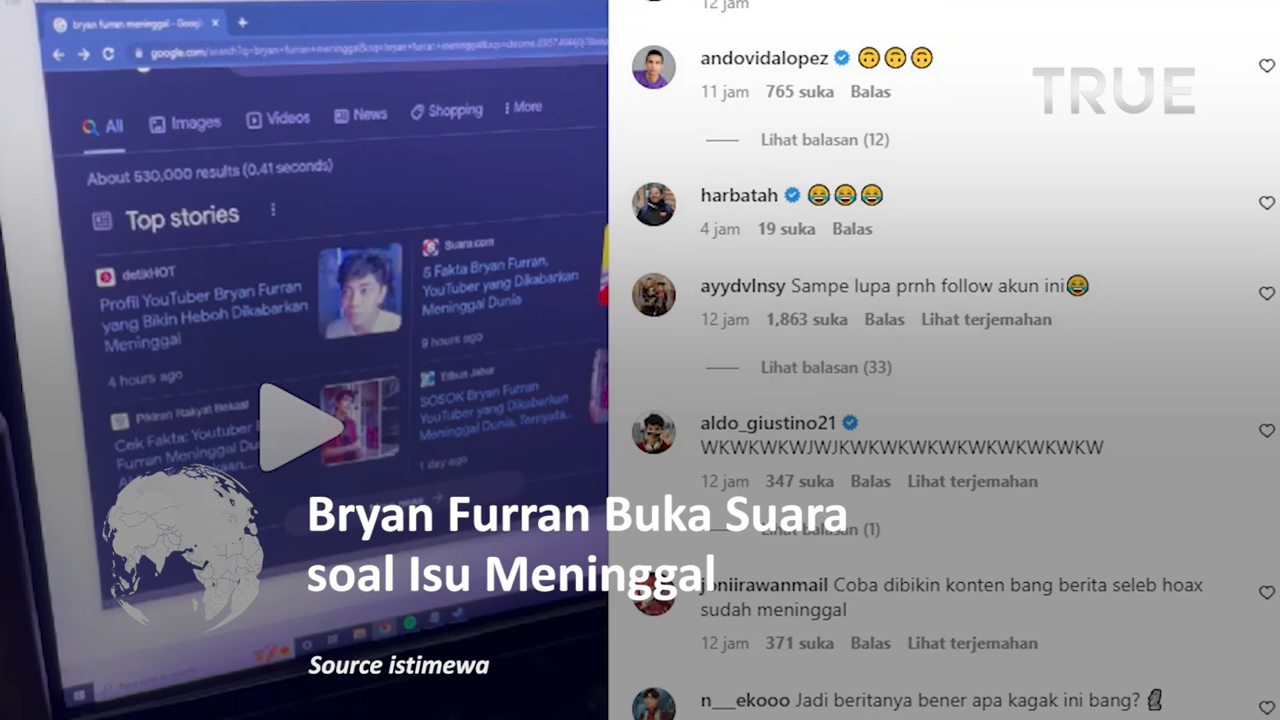 bryan furran meninggal - Googl
google.com/search?q=bryan+furran+meninggal&oq=bryan+furran+meninggal&aqs=chrome
All
Images
Videos
News
Shopping
More
About 530,000 results (0.41 seconds)
Top stories
detikHOT
Profil YouTuber Bryan Furran
yang Bikin Heboh Dikabarkan
Meninggal
4 hours ago
Suara.com
5 Fakta Bryan Furran,
YouTuber yang Dikabarkan
Meninggal Dunia
9 hours ago
Pikiran Rakyat Bekasi
Cek Fakta: Youtuber
Furran Meninggal Du
Tribun Jabar
SOSOK Bryan Furran
YouTuber yang Dikabarkan
Meninggal Dunia, Ternyata...
1 day ago
12 jam
andovidalopez 🙃🙃🙃
11 jam 765 suka Balas
Lihat balasan (12)
harbatah 😂😂😂
4 jam 19 suka Balas
ayydvlnsy Sampe lupa prnh follow akun ini😂
12 jam 1,863 suka Balas Lihat terjemahan
Lihat balasan (33)
aldo_giustino21
WKWKWKWJWJKWKWKWKWKWKWKWKW
12 jam 347 suka Balas Lihat terjemahan
Lihat balasan (1)
joniirawanmail Coba dibikin konten bang berita seleb hoax
sudah meninggal
12 jam 371 suka Balas Lihat terjemahan
n___ekooo Jadi beritanya bener apa kagak ini bang?
TRUE
Bryan Furran Buka Suara
soal Isu Meninggal
Source istimewa